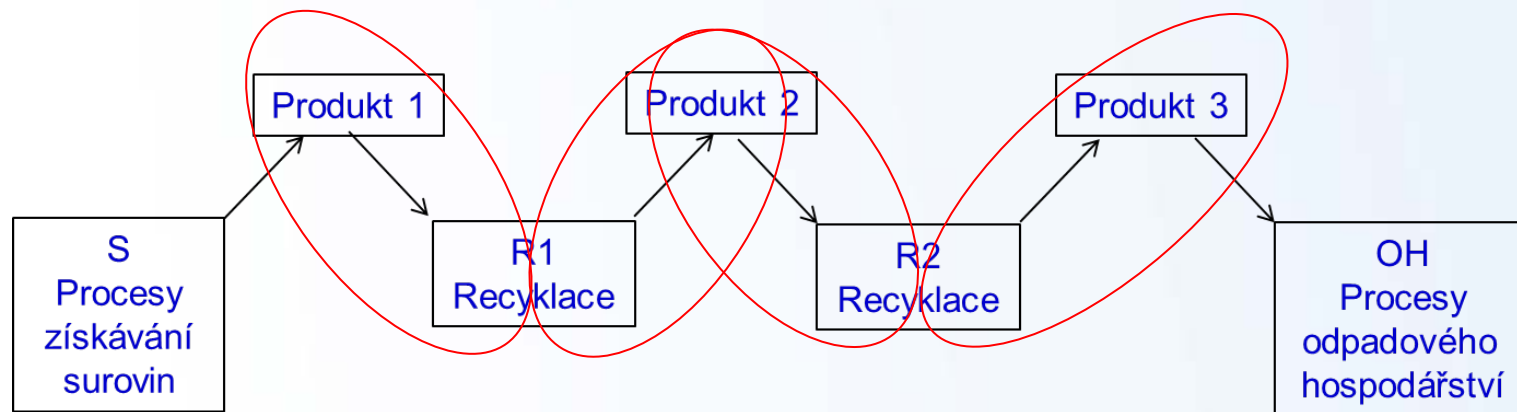 Produkt 1
Produkt 2
Produkt 3
S
Procesy
získávání
surovin
R1
Recyklace
R2
Recyklace
OH
Procesy
odpadového
hospodářství